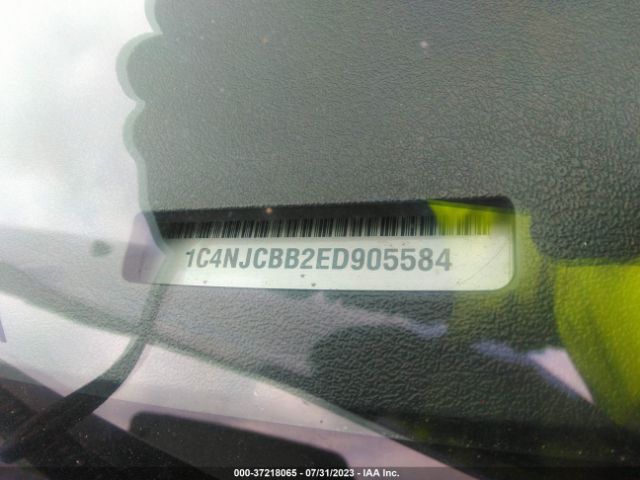 1C4NJCBB2ED905584
000-37218065 - 07/31/2023 - IAA Inc.